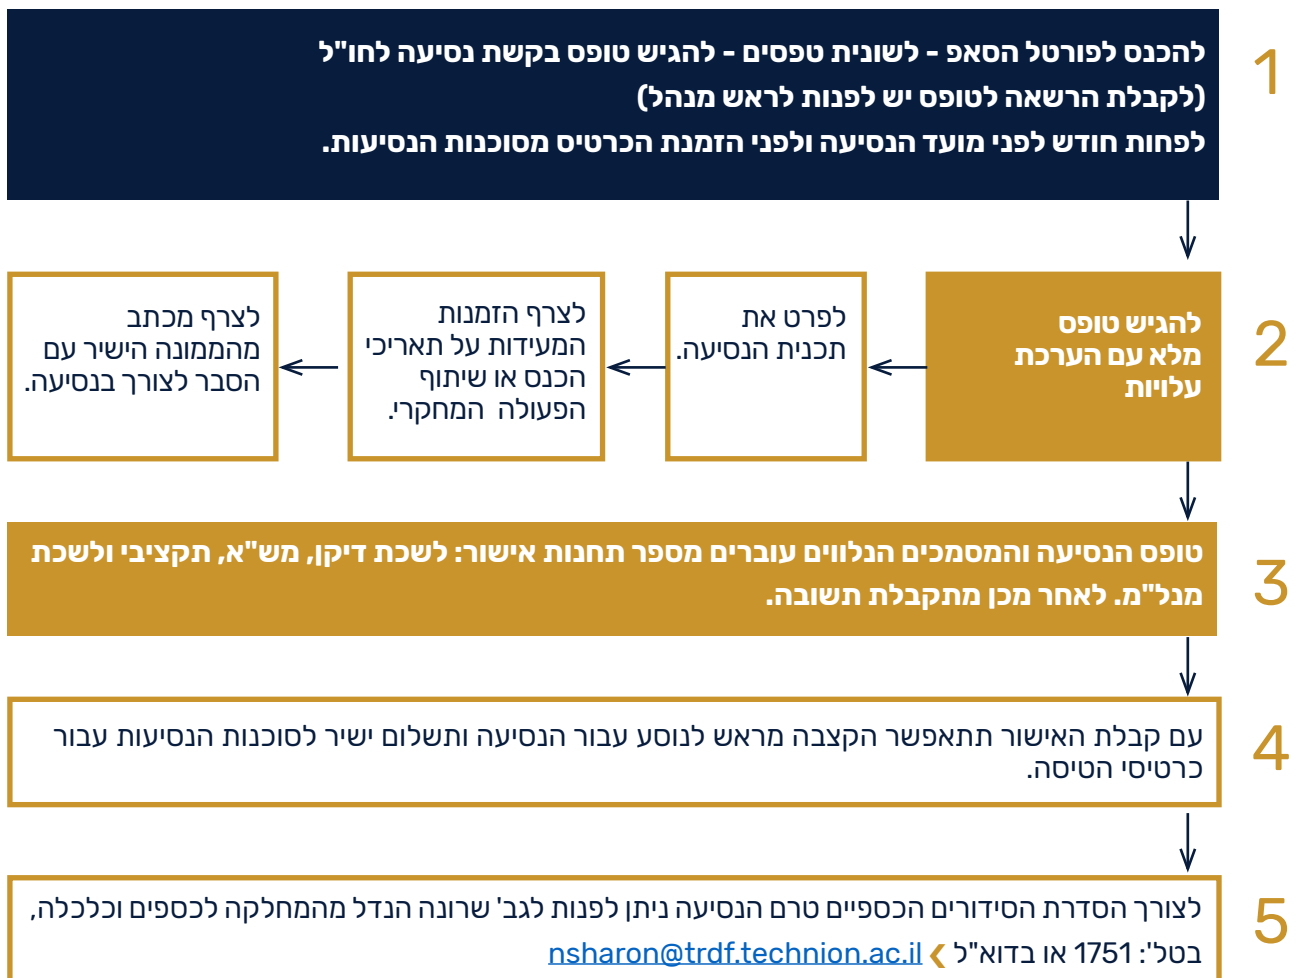 1
להכנס לפורטל הסאפ - לשונית טפסים - להגיש טופס בקשת נסיעה לחו"ל
(לקבלת הרשאה לטופס יש לפנות לראש מנהל)
לפחות חודש לפני מועד הנסיעה ולפני הזמנת הכרטיס מסוכנות הנסיעות.
2
להגיש טופס
מלא עם הערכת
עלויות
לפרט את
תכנית הנסיעה.
לצרף הזמנות
המעידות על תאריכי
הכנס או שיתוף
הפעולה המחקרי.
לצרף מכתב
מהממונה הישיר עם
הסבר לצורך בנסיעה.
3
טופס הנסיעה והמסמכים הנלווים עוברים מספר תחנות אישור: לשכת דיקן, מש"א, תקציבי ולשכת
מנל"מ. לאחר מכן מתקבלת תשובה.
4
עם קבלת האישור תתאפשר הקצבה מראש לנוסע עבור הנסיעה ותשלום ישיר לסוכנות הנסיעות עבור
כרטיסי הטיסה.
5
לצורך הסדרת הסידורים הכספיים טרם הנסיעה ניתן לפנות לגב' שרונה הנדל מהמחלקה לכספים וכלכלה,
בטל': 1751 או בדוא"ל ❯ nsharon@trdf.technion.ac.il